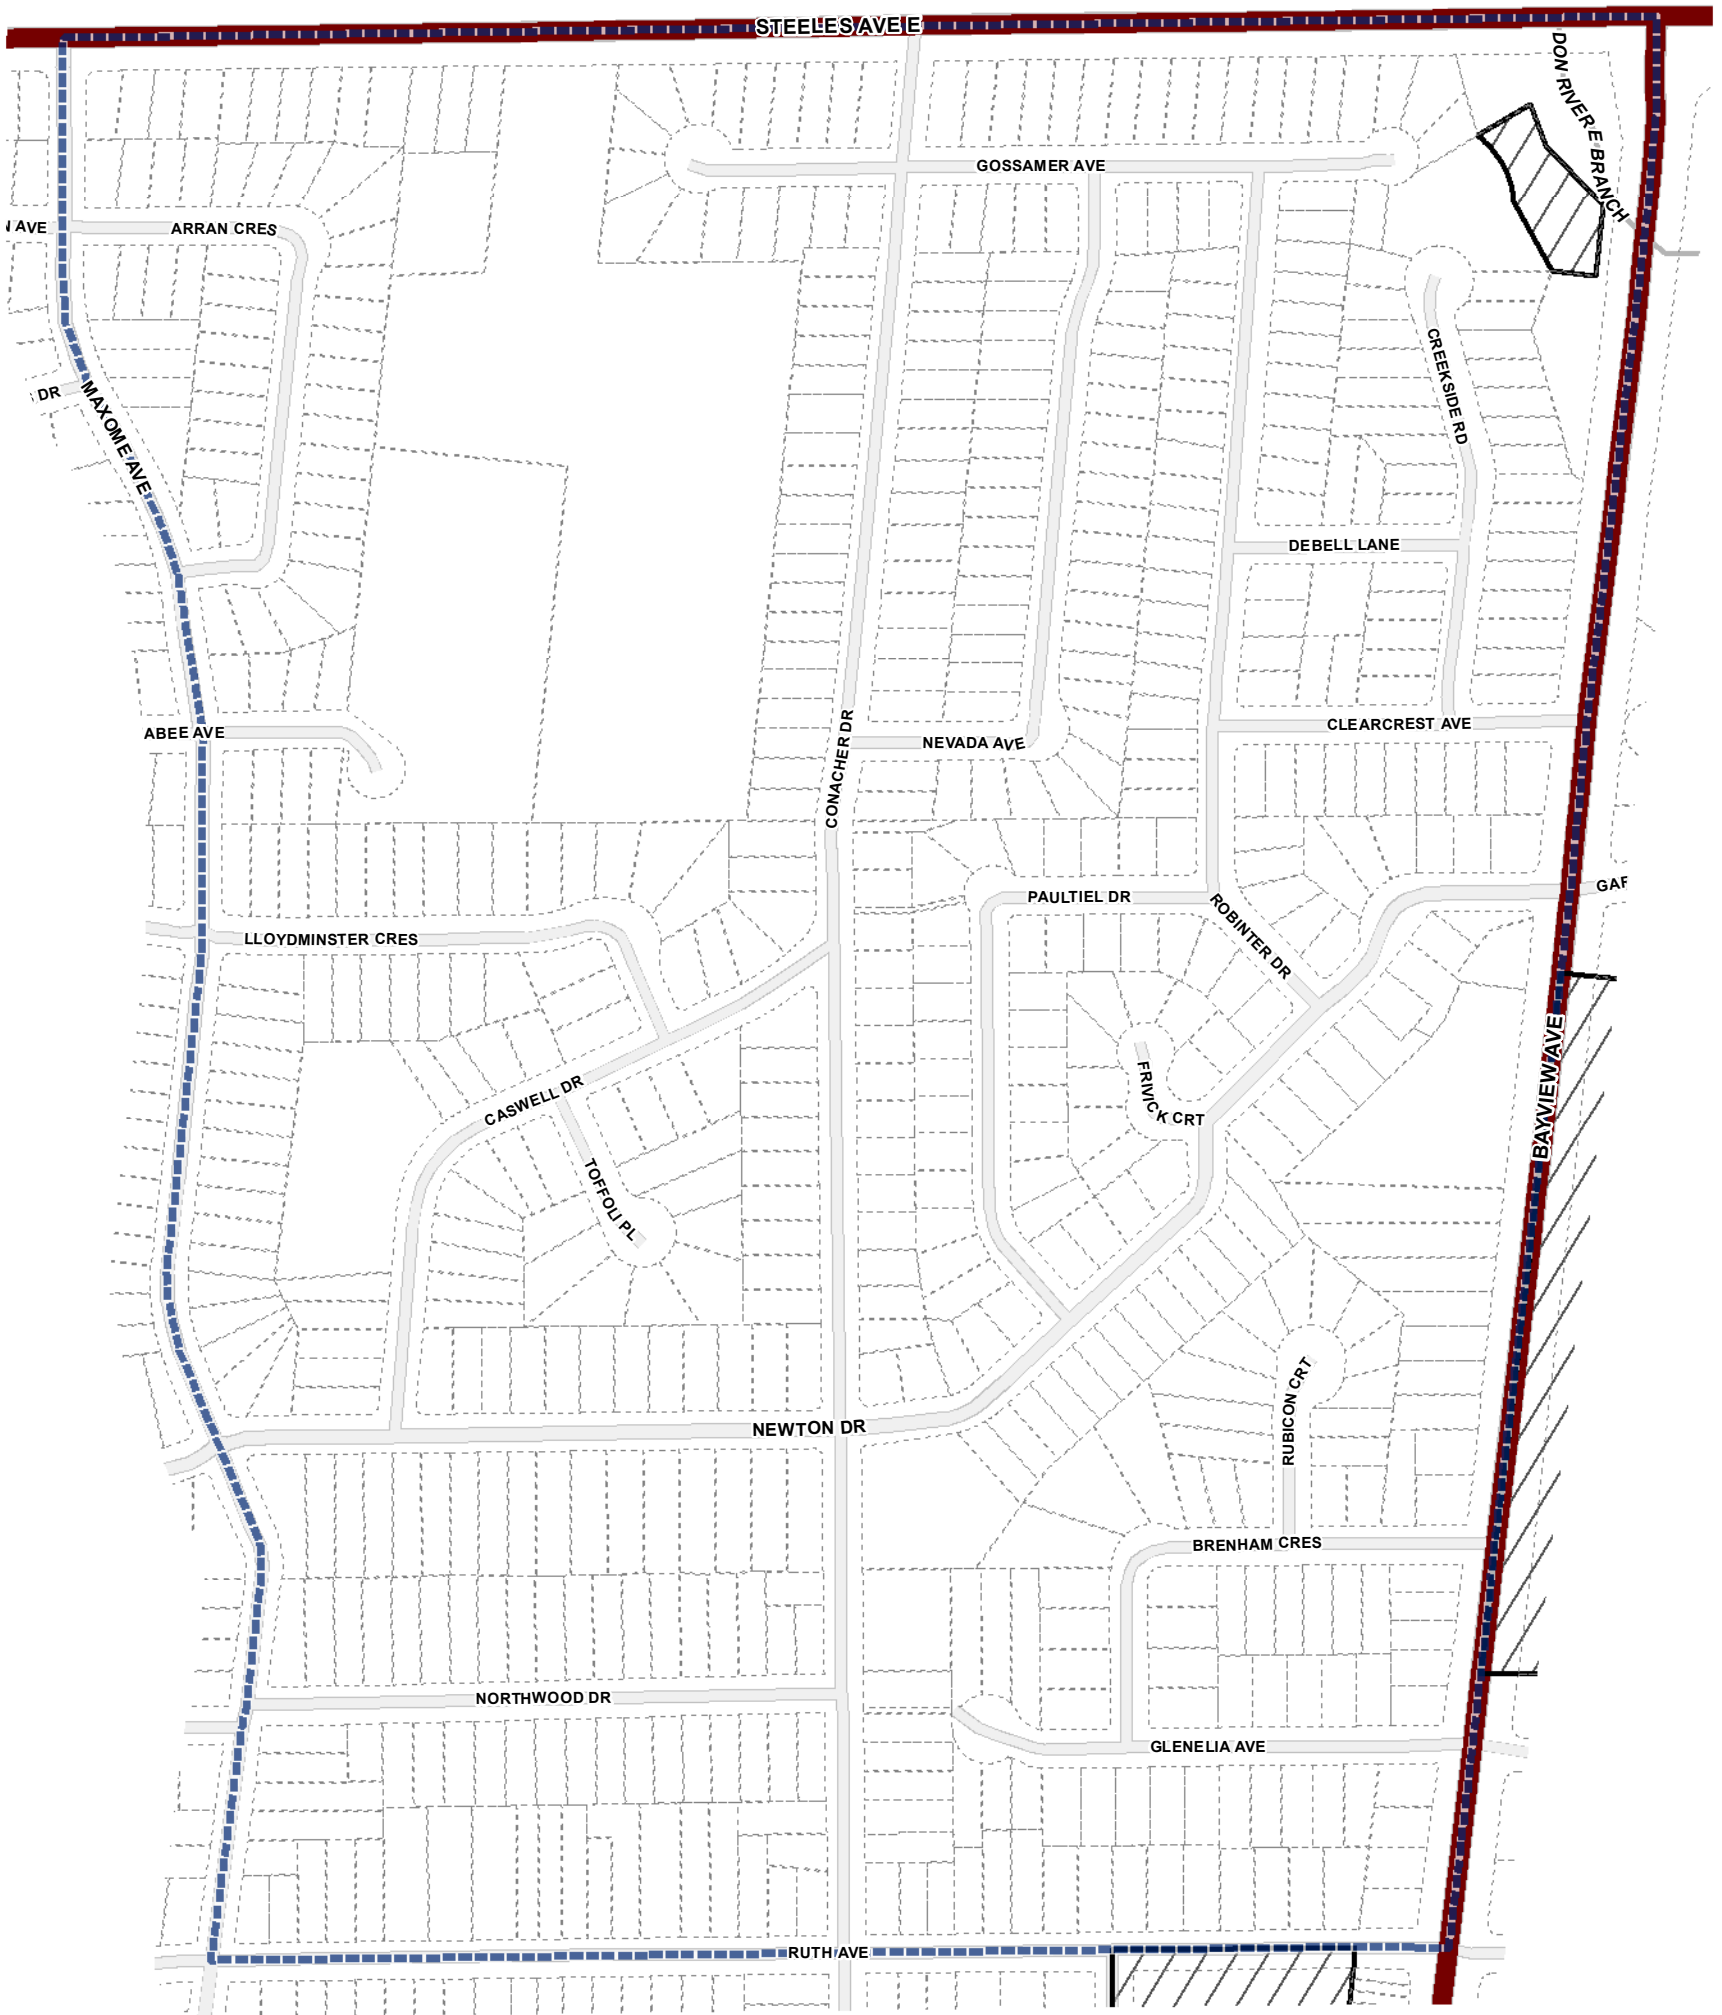 STEELES AVE E
DON RIVER E BRANCH
GOSSAMER AVE
N AVE
ARRAN CRES
DR
MAXOME AVE
CREEKSIDE RD
DEBELL LANE
ABEE AVE
CONACHER DR
NEVADA AVE
CLEARCREST AVE
PAULTIEL DR
ROBINTER DR
GAR
LLOYDMINSTER CRES
CASWELL DR
FRIVICK CRT
BAYVIEW AVE
TOFFOLI PL
RUBICON CRT
NEWTON DR
BRENHAM CRES
NORTHWOOD DR
GLENELIA AVE
RUTH AVE